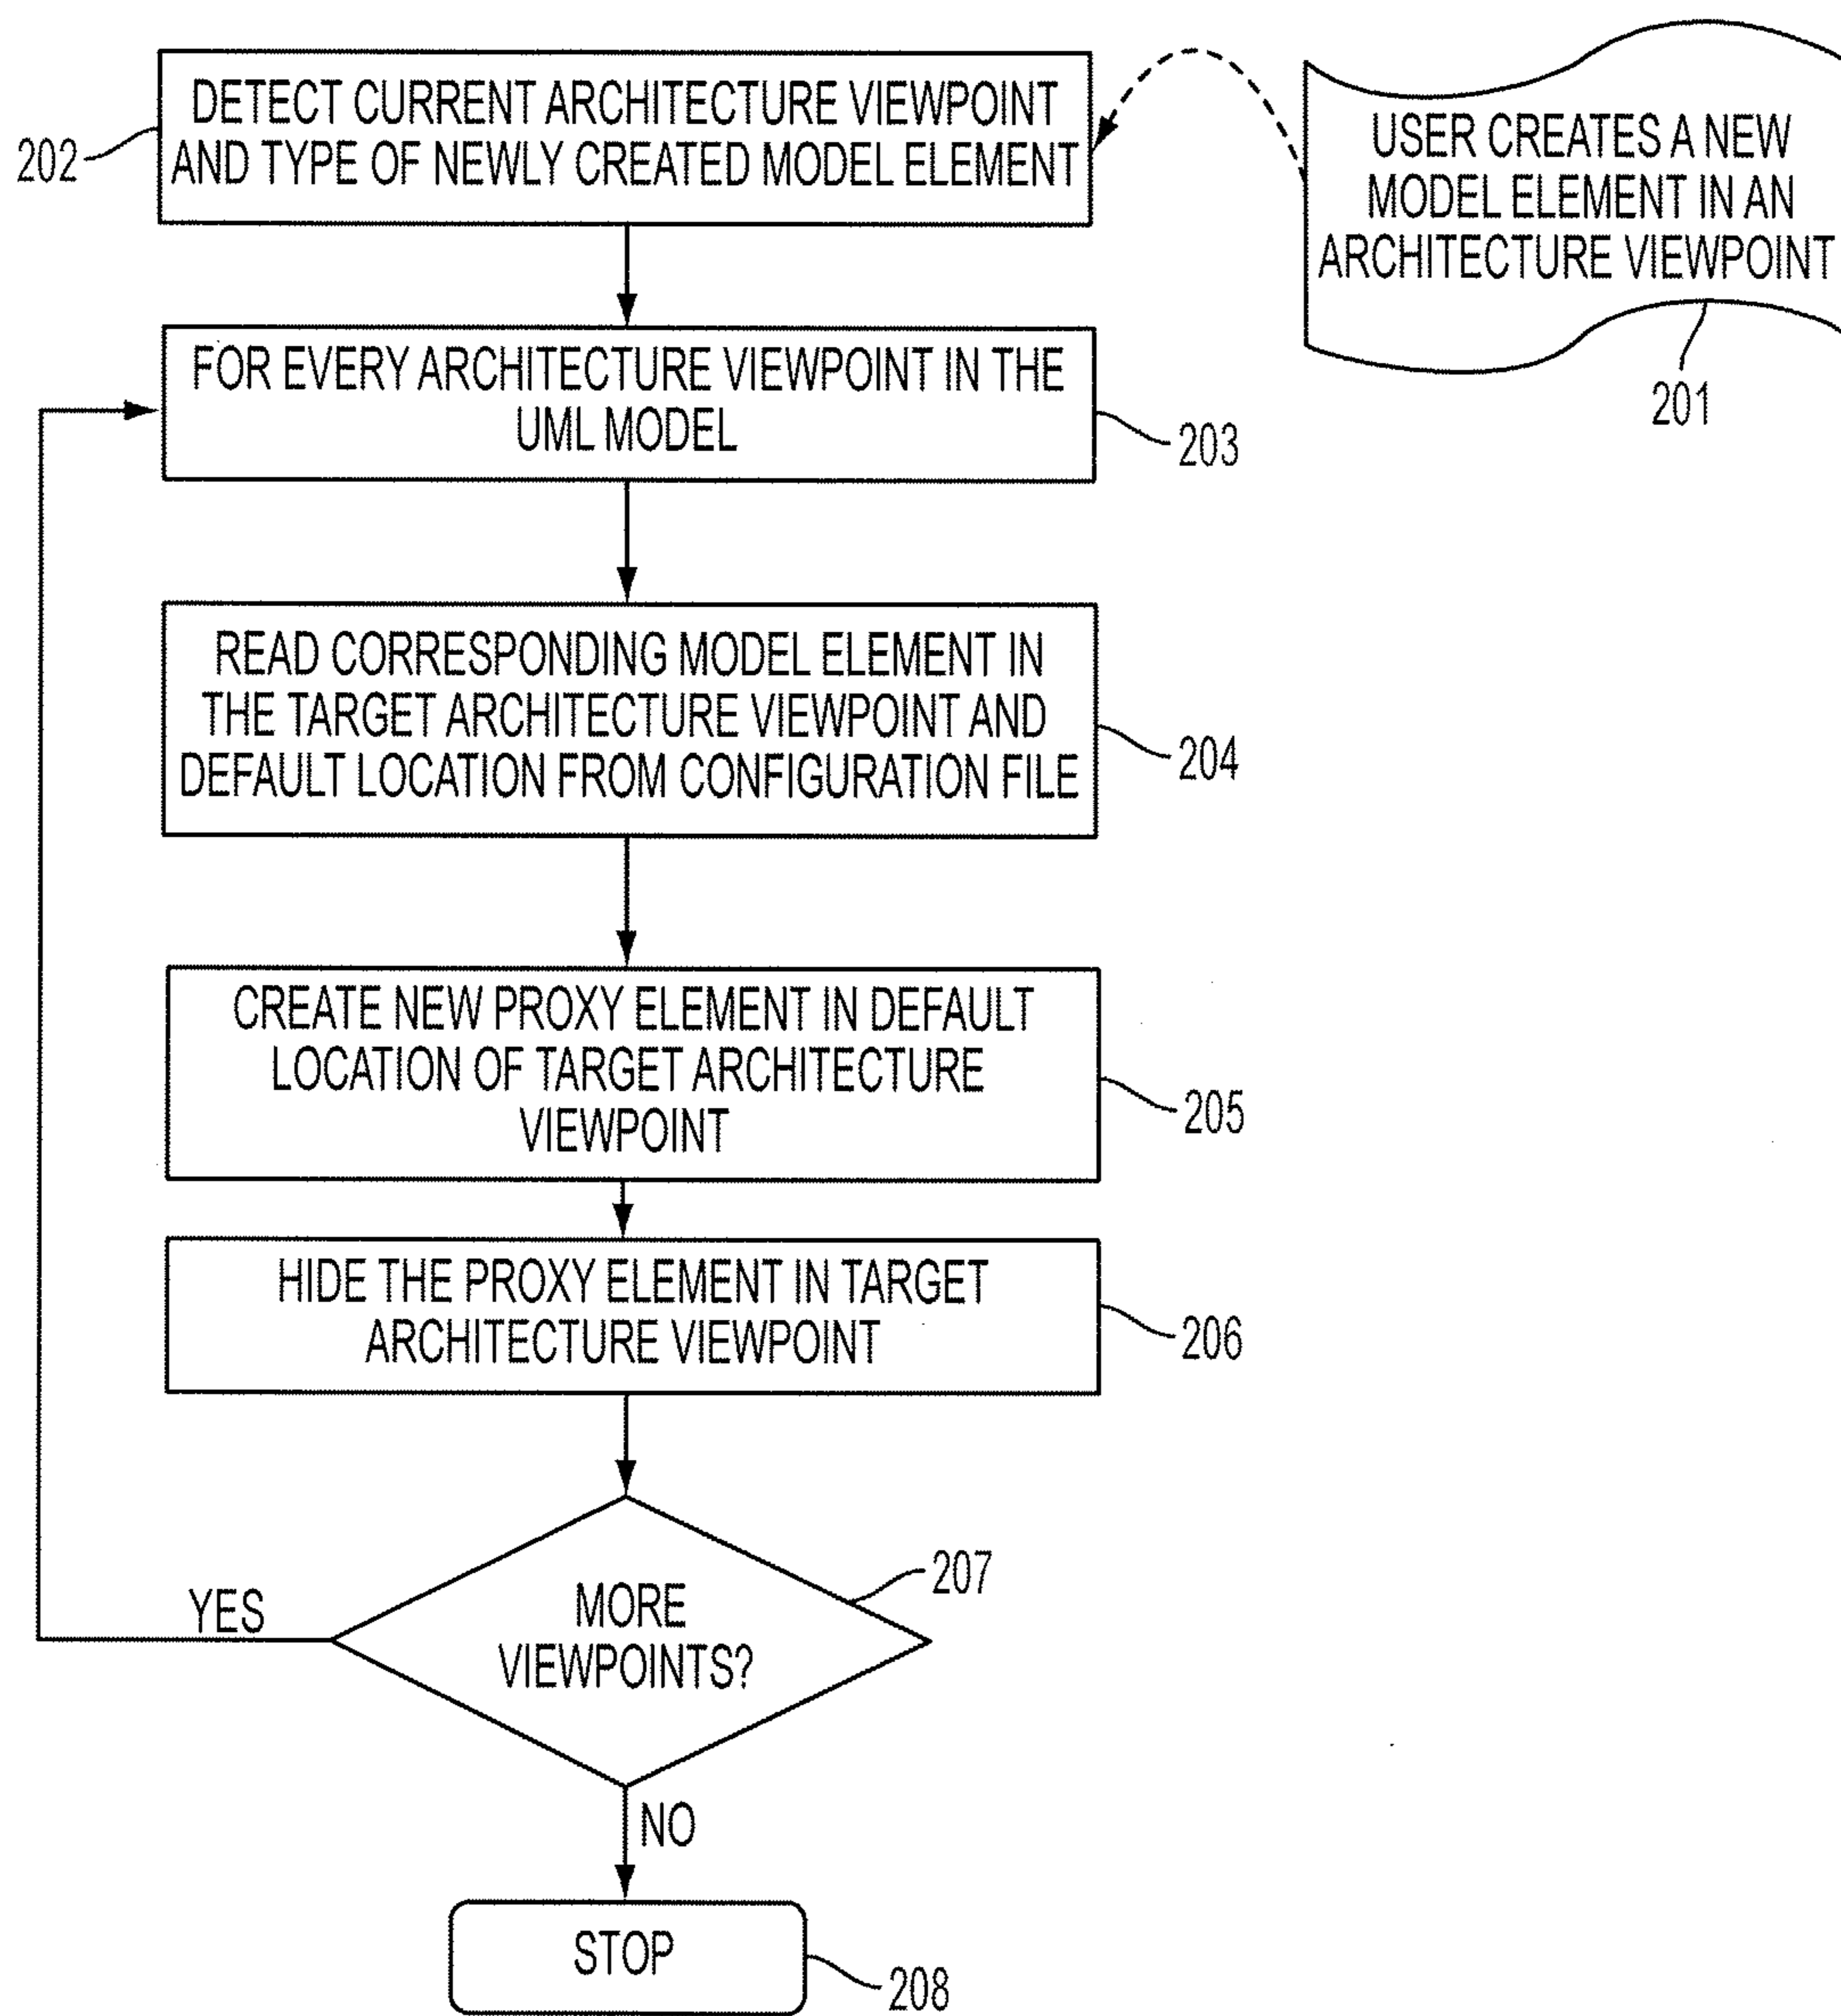 USER CREATES A NEW
MODEL ELEMENT IN AN
ARCHITECTURE VIEWPOINT
201
DETECT CURRENT ARCHITECTURE VIEWPOINT
AND TYPE OF NEWLY CREATED MODEL ELEMENT
202
FOR EVERY ARCHITECTURE VIEWPOINT IN THE
UML MODEL
203
READ CORRESPONDING MODEL ELEMENT IN
THE TARGET ARCHITECTURE VIEWPOINT AND
DEFAULT LOCATION FROM CONFIGURATION FILE
204
CREATE NEW PROXY ELEMENT IN DEFAULT
LOCATION OF TARGET ARCHITECTURE
VIEWPOINT
205
HIDE THE PROXY ELEMENT IN TARGET
ARCHITECTURE VIEWPOINT
206
MORE
VIEWPOINTS?
207
YES
NO
STOP
208